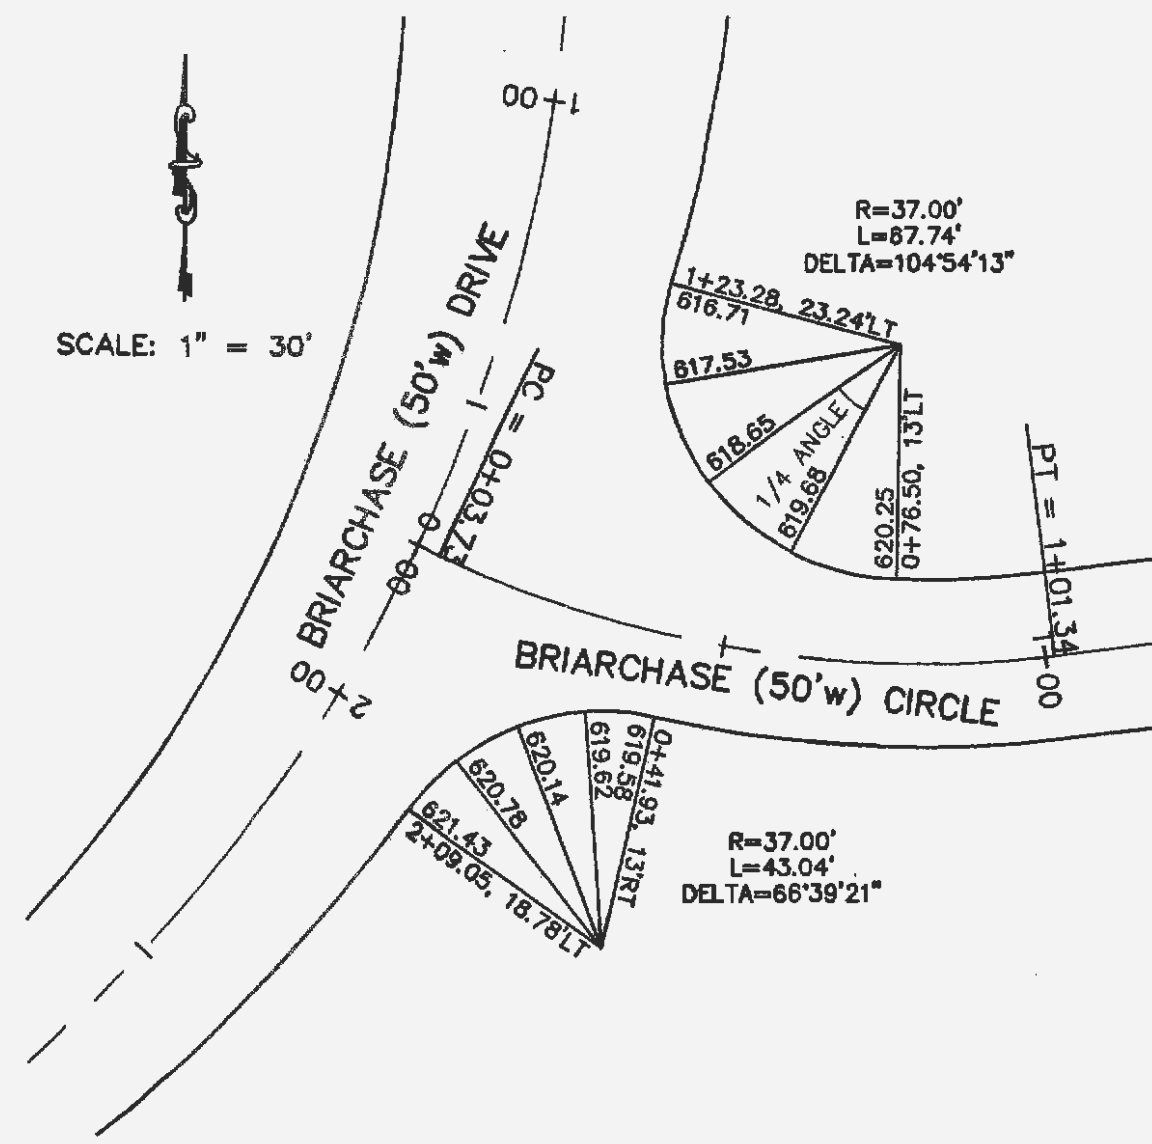 1+00
R=37.00'
L=67.74'
DELTA=104°54'13"
1+23.28, 23.24'LT
616.71
SCALE: 1" = 30'
617.53
BRIARCHASE (50'w) DRIVE
PC = 0+03.73
618.65
1/4 ANGLE
619.68
620.25
0+76.50, 13'LT
PT = 1+01.34
0+00
1+00
BRIARCHASE (50'w) CIRCLE
2+00
0+41.93, 13'RT
619.58
619.62
620.14
620.78
621.43
2+09.05, 18.78'LT
R=37.00'
L=43.04'
DELTA=66°39'21"